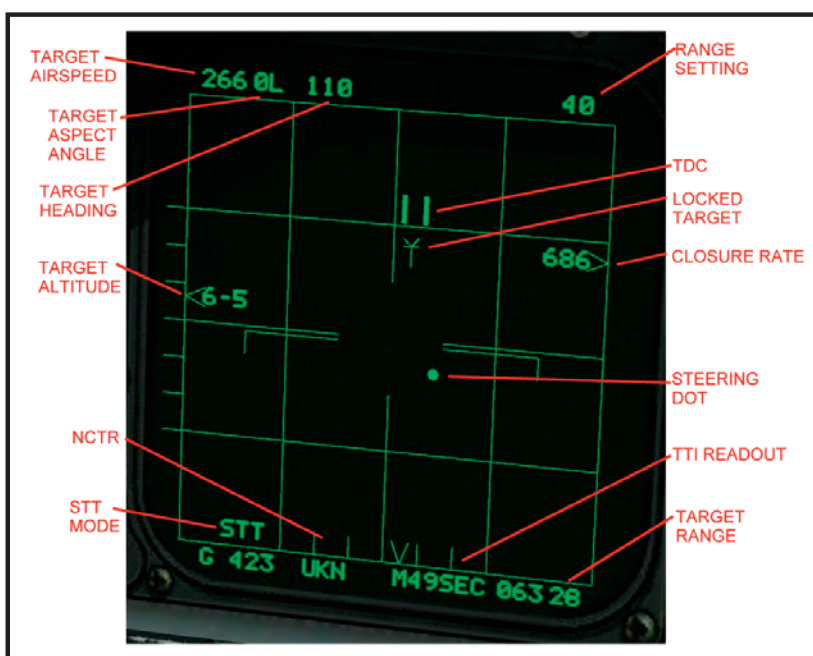 TARGET AIRSPEED
RANGE SETTING
266 0L 110
40
TARGET ASPECT ANGLE
TDC
TARGET HEADING
LOCKED TARGET
686
CLOSURE RATE
TARGET ALTITUDE
6-5
STEERING DOT
NCTR
TTI READOUT
STT MODE
STT
TARGET RANGE
G 423 UKN M49SEC 063 28